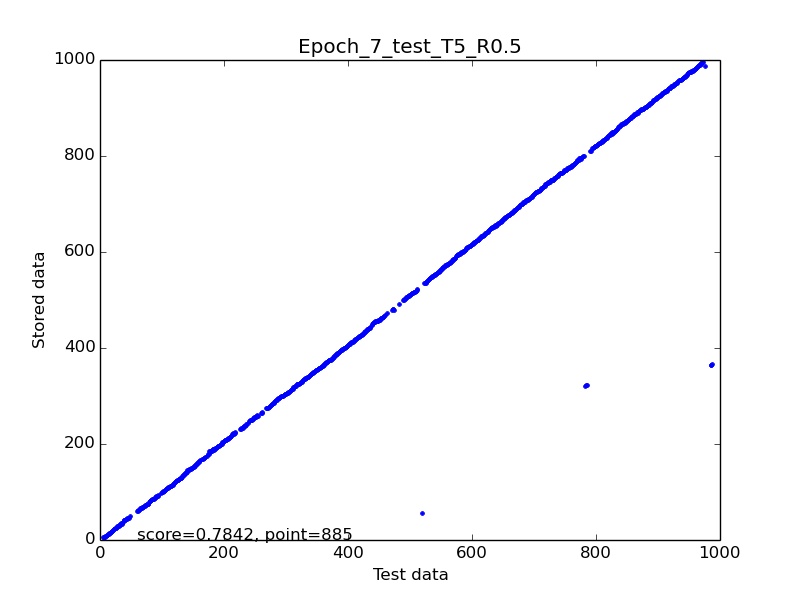 Epoch_7_test_T5_R0.5
1000
800
600
400
200
0
Stored data
score=0.7842, point=885
0 200 400 600 800 1000
Test data